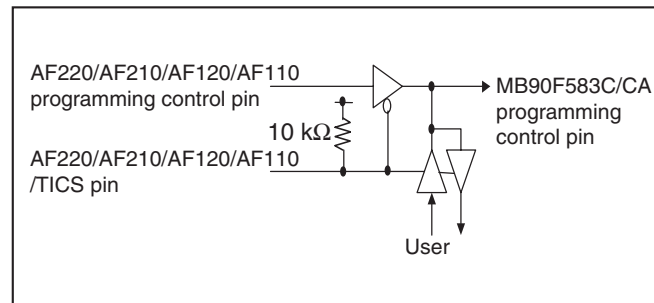 AF220/AF210/AF120/AF110
programming control pin
MB90F583C/CA
programming
control pin
10 kΩ
AF220/AF210/AF120/AF110
/TICS pin
User